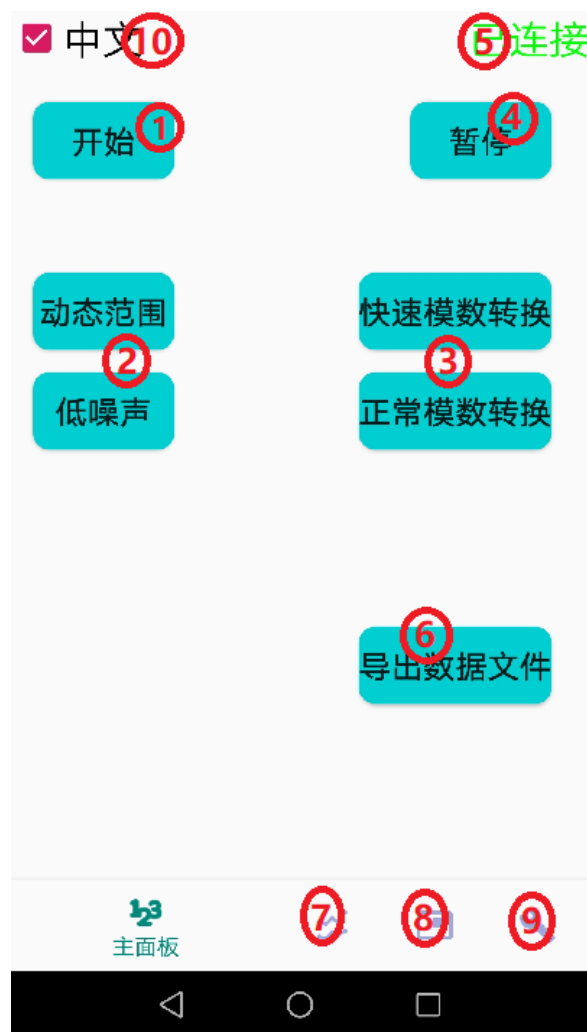 中文 10 5 已连接
开始 1 暂停 4
动态范围 快速模数转换
2 3
低噪声 正常模数转换
6
导出数据文件
123 7 8 9
主面板